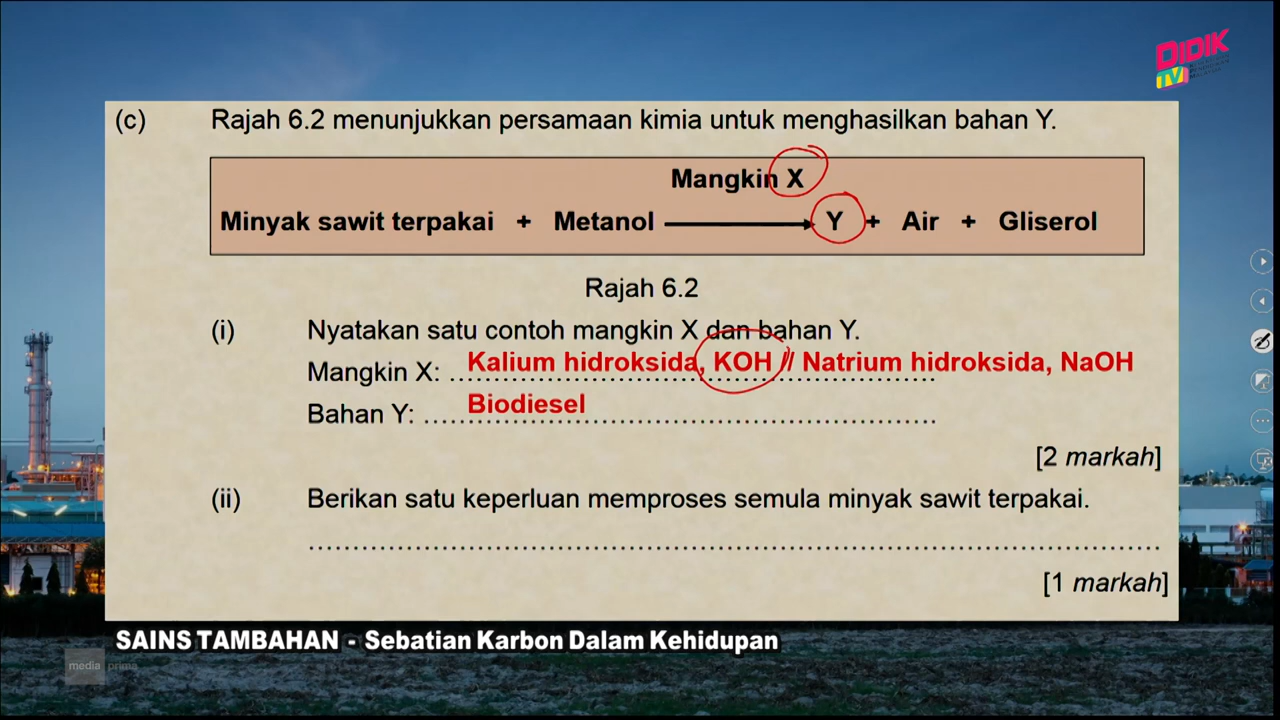 DIDIK
TV
(c) Rajah 6.2 menunjukkan persamaan kimia untuk menghasilkan bahan Y.
Mangkin X
Minyak sawit terpakai + Metanol Y + Air + Gliserol
Rajah 6.2
(i) Nyatakan satu contoh mangkin X dan bahan Y.
Mangkin X: Kalium hidroksida, KOH // Natrium hidroksida, NaOH
Bahan Y: Biodiesel
[2 markah]
(ii) Berikan satu keperluan memproses semula minyak sawit terpakai.
[1 markah]
SAINS TAMBAHAN - Sebatian Karbon Dalam Kehidupan
media prima